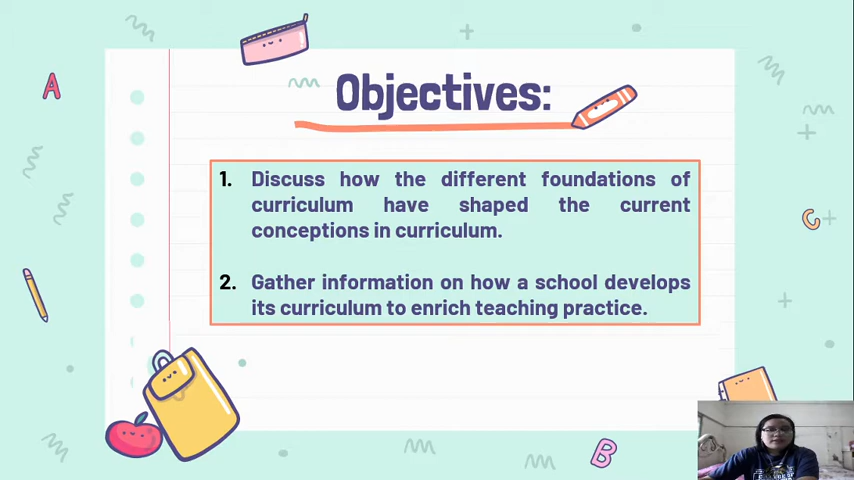 A
Objectives:
1. Discuss how the different foundations of
curriculum have shaped the current
conceptions in curriculum.
C
2. Gather information on how a school develops
its curriculum to enrich teaching practice.
B